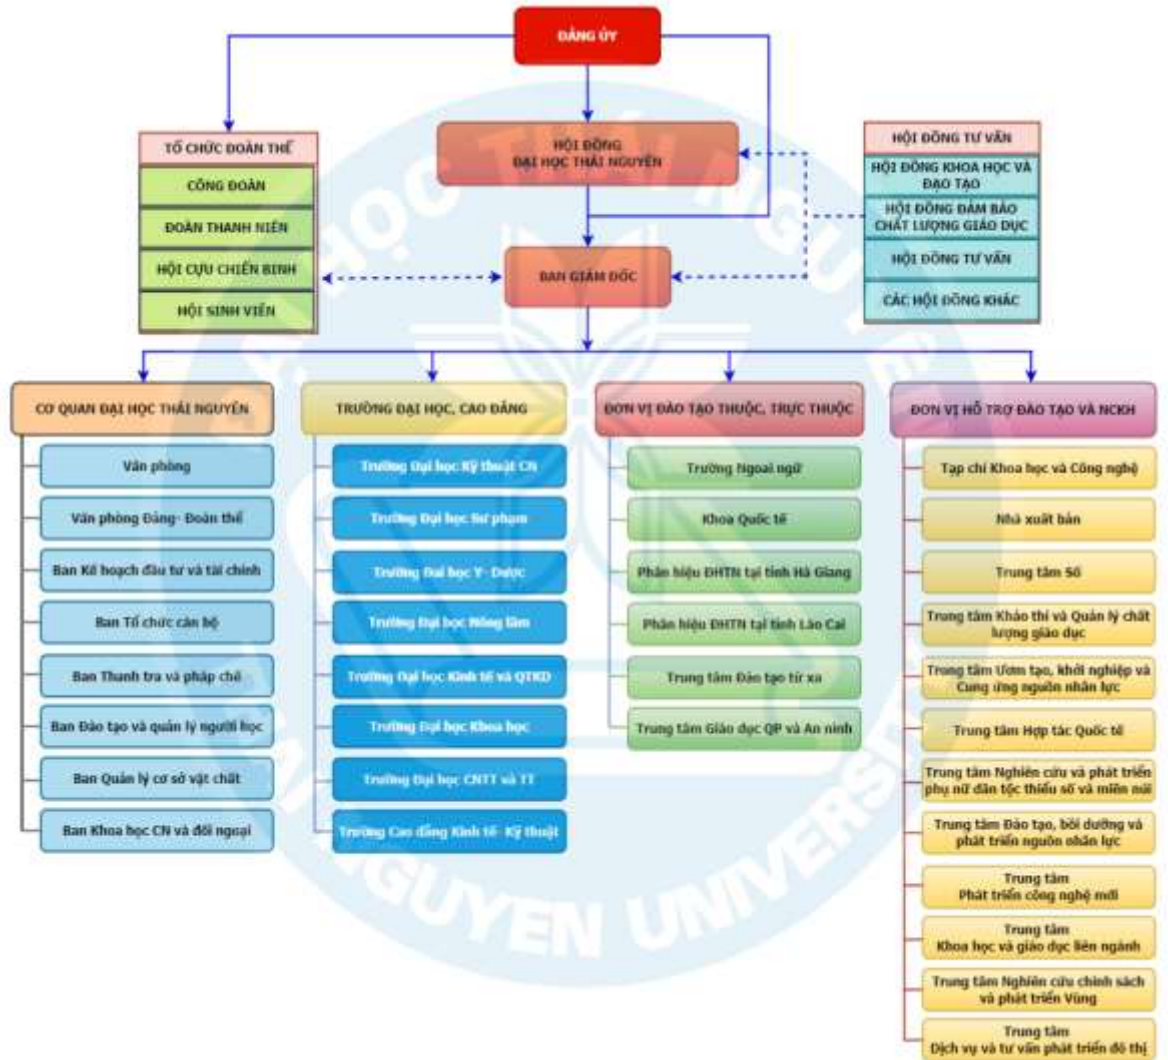 ĐẢNG ỦY
TỔ CHỨC ĐOÀN THỂ
CÔNG ĐOÀN
ĐOÀN THANH NIÊN
HỘI CỰU CHIẾN BINH
HỘI SINH VIÊN
HỘI ĐỒNG
ĐẠI HỌC THÁI NGUYÊN
BAN GIÁM ĐỐC
HỘI ĐỒNG TƯ VẤN
HỘI ĐỒNG KHOA HỌC VÀ
ĐẠO TẠO
HỘI ĐỒNG ĐẢM BẢO
CHẤT LƯỢNG GIÁO DỤC
HỘI ĐỒNG TƯ VẤN
CÁC HỘI ĐỒNG KHÁC
CƠ QUAN ĐẠI HỌC THÁI NGUYÊN
Văn phòng
Văn phòng Đảng- Đoàn thể
Ban Kế hoạch đầu tư và tài chính
Ban Tổ chức cán bộ
Ban Thanh tra và pháp chế
Ban Đào tạo và quản lý người học
Ban Quản lý cơ sở vật chất
Ban Khoa học CN và đối ngoại
TRƯỜNG ĐẠI HỌC, CAO ĐẲNG
Trường Đại học Kỹ thuật CN
Trường Đại học Sư phạm
Trường Đại học Y- Dược
Trường Đại học Nông lâm
Trường Đại học Kinh tế và QTKD
Trường Đại học Khoa học
Trường Đại học CNTT và TT
Trường Cao đẳng Kinh tế- Kỹ thuật
ĐƠN VỊ ĐÀO TẠO THUỘC, TRỰC THUỘC
Trường Ngoại ngữ
Khoa Quốc tế
Phân hiệu ĐHTN tại tỉnh Hà Giang
Phân hiệu ĐHTN tại tỉnh Lào Cai
Trung tâm Đào tạo từ xa
Trung tâm Giáo dục QP và An ninh
ĐƠN VỊ HỖ TRỢ ĐÀO TẠO VÀ NCKH
Tạp chí Khoa học và Công nghệ
Nhà xuất bản
Trung tâm Số
Trung tâm Khảo thí và Quản lý chất
lượng giáo dục
Trung tâm Ươm tạo, khởi nghiệp và
Cung ứng nguồn nhân lực
Trung tâm Hợp tác Quốc tế
Trung tâm Nghiên cứu và phát triển
phụ nữ dân tộc thiểu số và miền núi
Trung tâm Đào tạo, bồi dưỡng và
phát triển nguồn nhân lực
Trung tâm
Phát triển công nghệ mới
Trung tâm
Khoa học và giáo dục liên ngành
Trung tâm Nghiên cứu chính sách
và phát triển Vùng
Trung tâm
Dịch vụ và tư vấn phát triển đô thị
HỌC THÁI NGUYÊN
NGUYEN UNIVERS